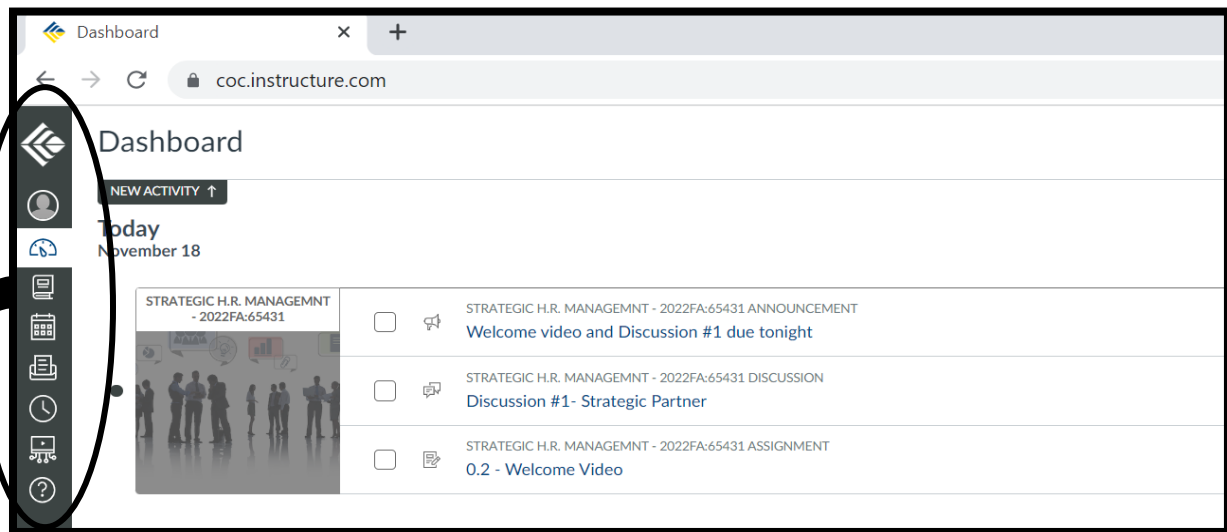 Dashboard
coc.instructure.com
Dashboard
NEW ACTIVITY ↑
Today
November 18
STRATEGIC H.R. MANAGEMNT
- 2022FA:65431
STRATEGIC H.R. MANAGEMNT - 2022FA:65431 ANNOUNCEMENT
Welcome video and Discussion #1 due tonight
STRATEGIC H.R. MANAGEMNT - 2022FA:65431 DISCUSSION
Discussion #1- Strategic Partner
STRATEGIC H.R. MANAGEMNT - 2022FA:65431 ASSIGNMENT
0.2 - Welcome Video